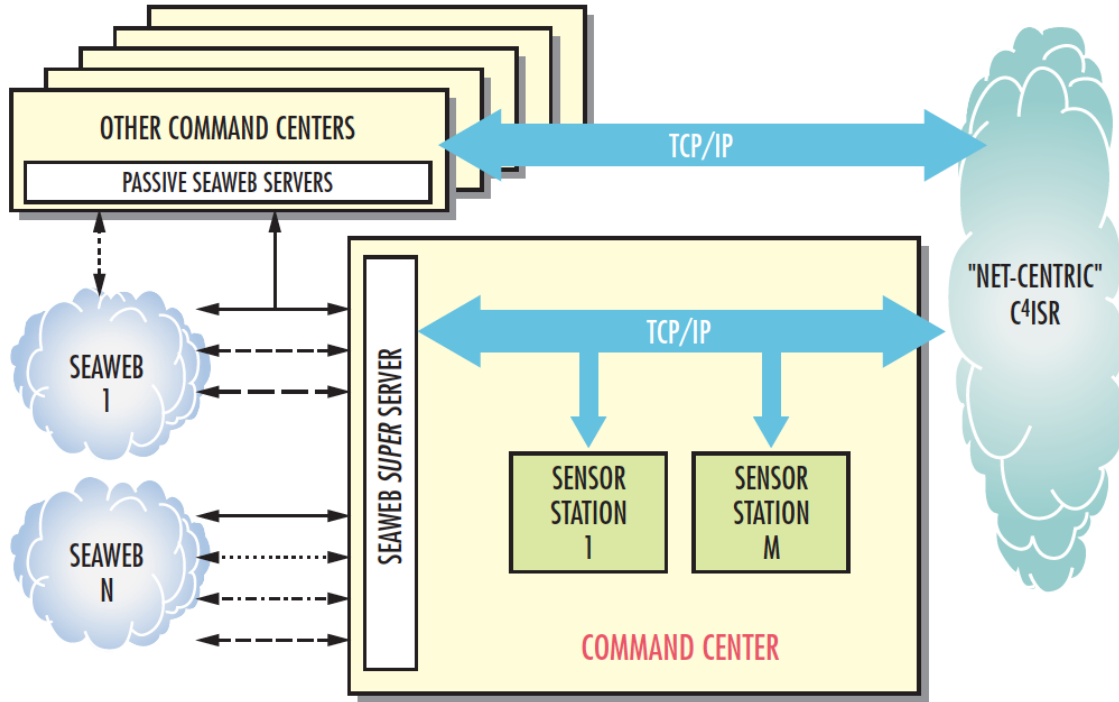 OTHER COMMAND CENTERS
PASSIVE SEAWEB SERVERS
TCP/IP
"NET-CENTRIC"
C⁴ISR
SEAWEB
1
SEAWEB
N
SEAWEB SUPER SERVER
TCP/IP
SENSOR
STATION
1
SENSOR
STATION
M
COMMAND CENTER